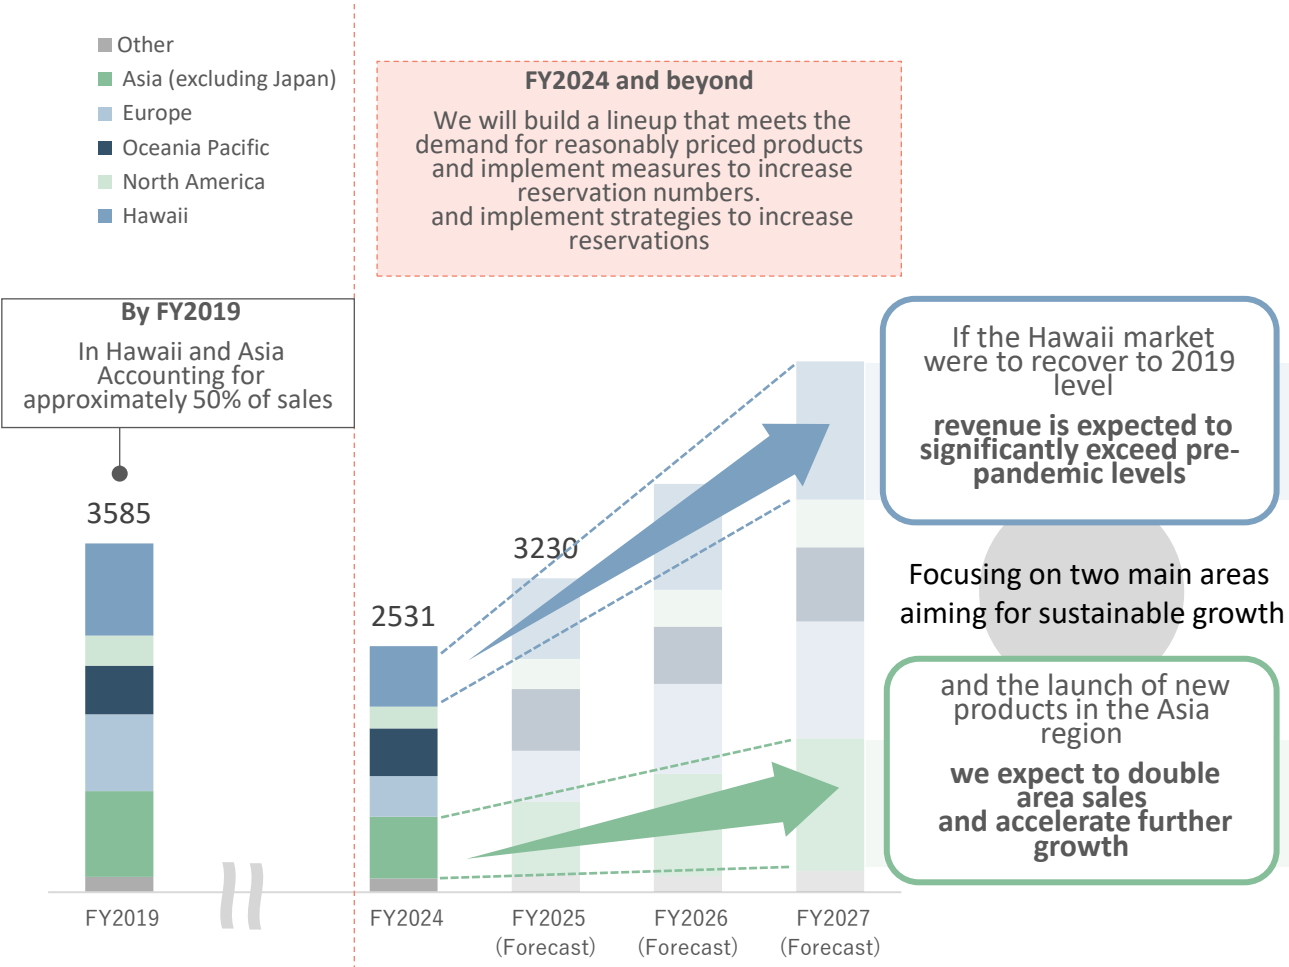 Other
Asia (excluding Japan)
Europe
Oceania Pacific
North America
Hawaii
FY2024 and beyond
We will build a lineup that meets the
demand for reasonably priced products
and implement measures to increase
reservation numbers.
and implement strategies to increase
reservations
By FY2019
In Hawaii and Asia
Accounting for
approximately 50% of sales
3585
2531
3230
If the Hawaii market
were to recover to 2019
level
revenue is expected to
significantly exceed pre-
pandemic levels
Focusing on two main areas
aiming for sustainable growth
and the launch of new
products in the Asia
region
we expect to double
area sales
and accelerate further
growth
FY2019
FY2024
FY2025
(Forecast)
FY2026
(Forecast)
FY2027
(Forecast)